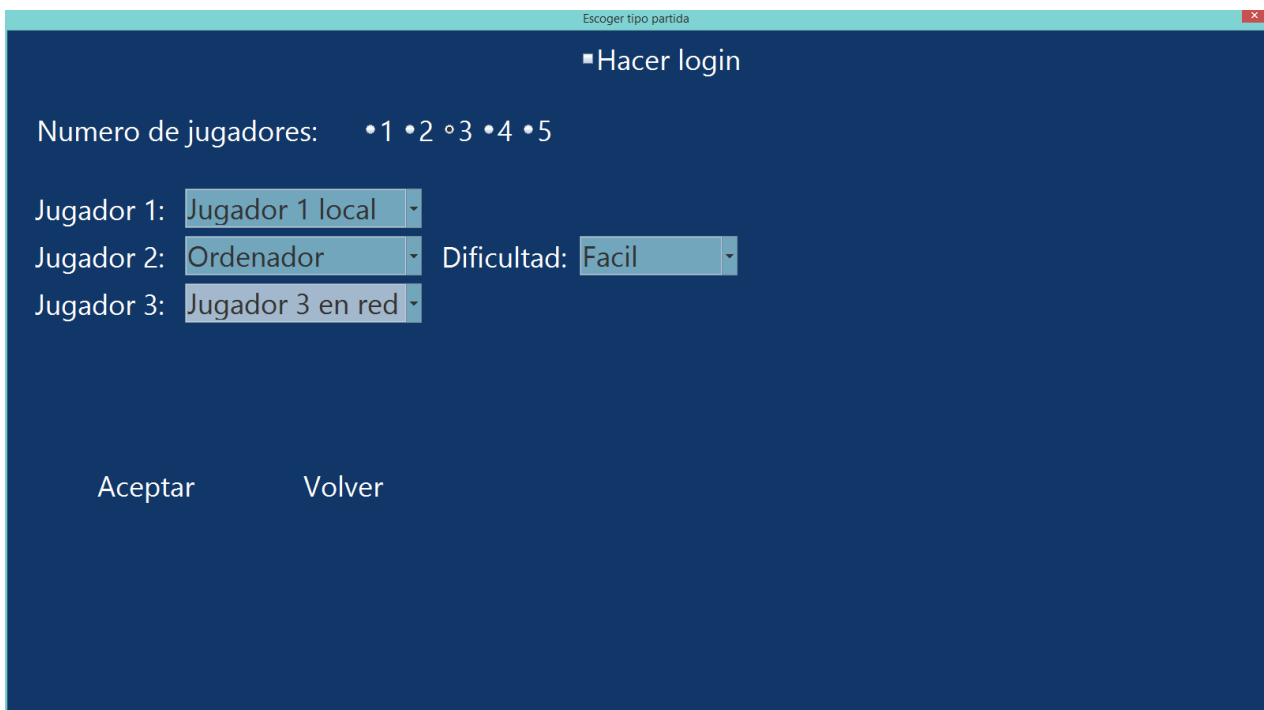 Escoger tipo partida
Hacer login
Numero de jugadores: 1 2 3 4 5
Jugador 1: Jugador 1 local
Jugador 2: Ordenador Dificultad: Facil
Jugador 3: Jugador 3 en red
Aceptar Volver